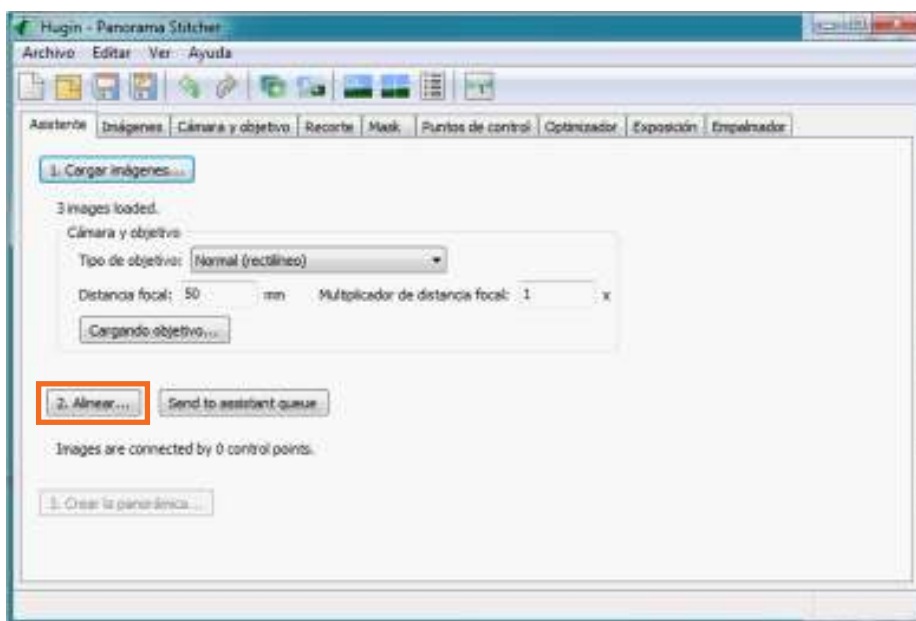 Hugin - Panorama Stitcher
Archivo Editar Ver Ayuda
Asistente Imágenes Cámara y objetivo Recorte Mask Puntos de control Optimizador Exposición Empalmador
1. Cargar imágenes...
3 images loaded.
Cámara y objetivo
Tipo de objetivo: Normal (rectilíneo)
Distancia focal: 50 mm Multiplicador de distancia focal: 1 x
Cargando objetivo...
2. Alinear... Send to assistant queue
Images are connected by 0 control points.
3. Crear la panorámica...